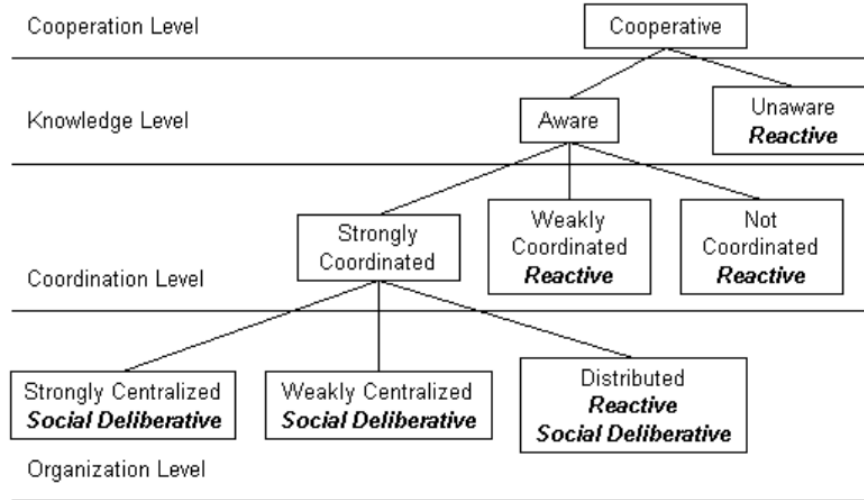 Cooperation Level
Cooperative
Knowledge Level
Aware
Unaware
Reactive
Strongly
Coordinated
Weakly
Coordinated
Reactive
Not
Coordinated
Reactive
Coordination Level
Strongly Centralized
Social Deliberative
Weakly Centralized
Social Deliberative
Distributed
Reactive
Social Deliberative
Organization Level